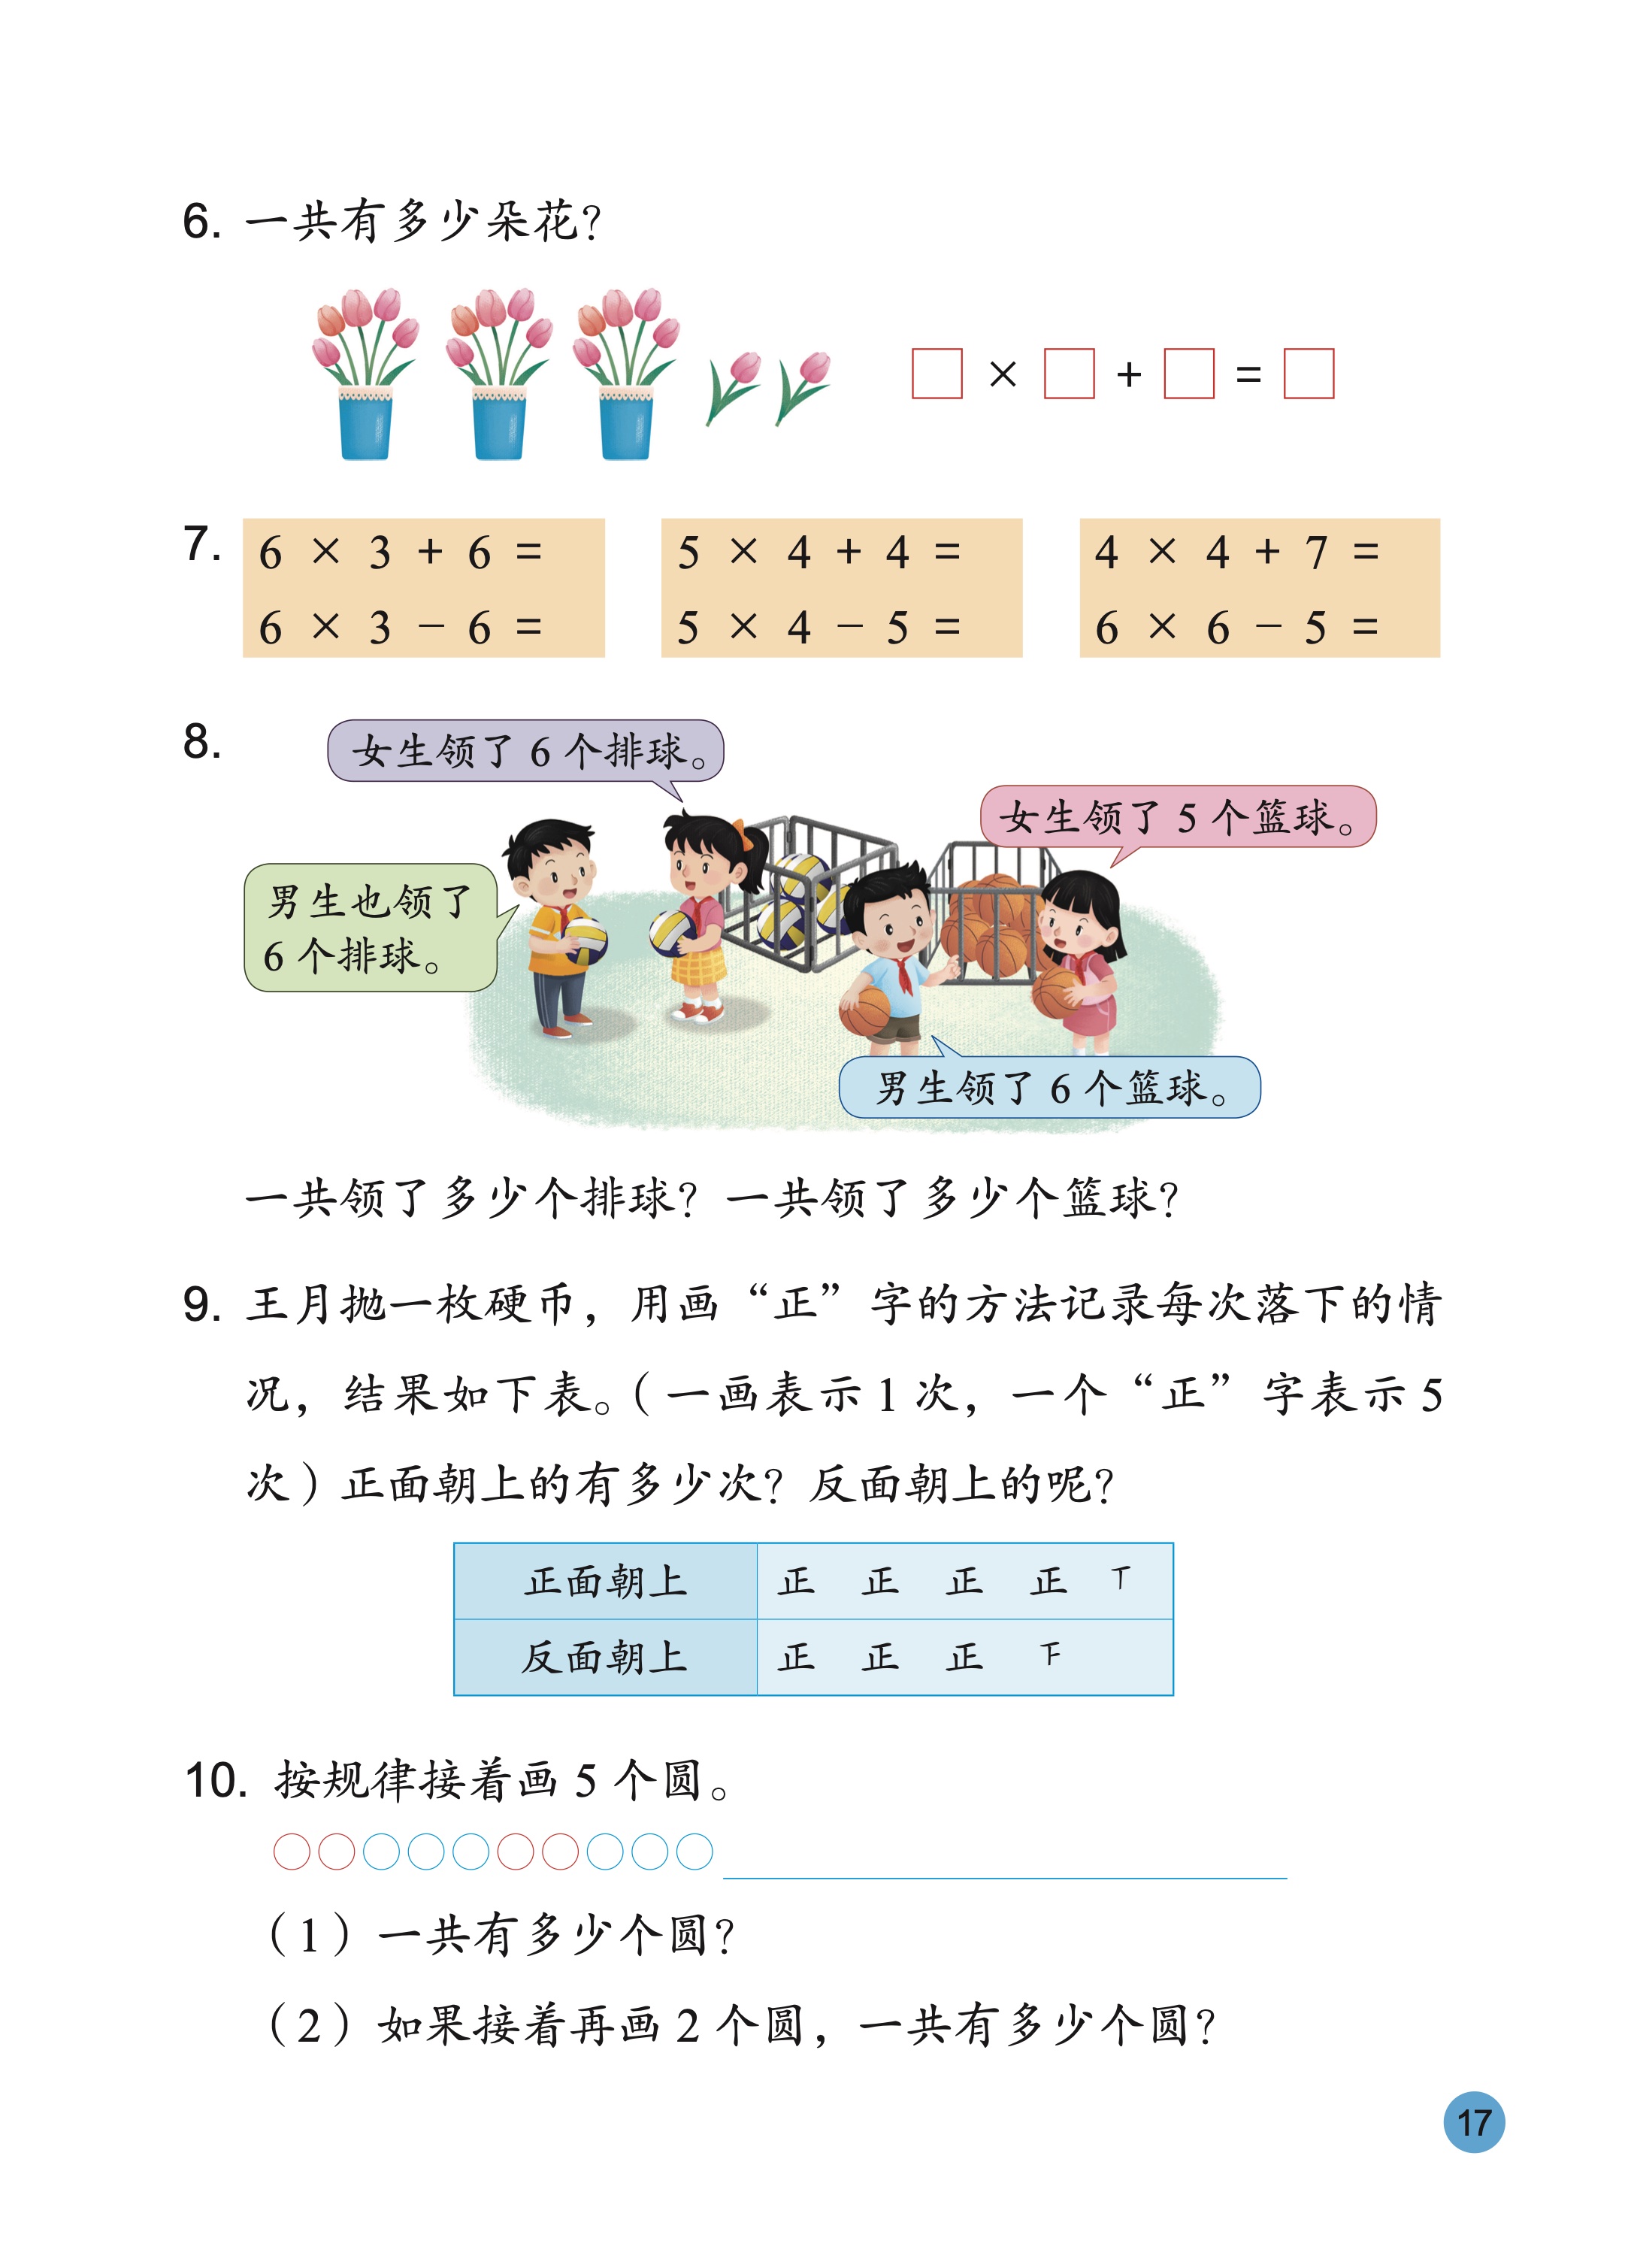 6. 一共有多少朵花?
□ × □ + □ = □
7. 6 × 3 + 6 =
5 × 4 + 4 =
4 × 4 + 7 =
6 × 3 − 6 =
5 × 4 − 5 =
6 × 6 − 5 =
8.
女生领了 6 个排球。
女生领了 5 个篮球。
男生也领了
6 个排球。
男生领了 6 个篮球。
一共领了多少个排球? 一共领了多少个篮球?
9. 王月抛一枚硬币，用画“正”字的方法记录每次落下的情
况，结果如下表。（一画表示 1 次，一个“正”字表示 5
次）正面朝上的有多少次? 反面朝上的呢?
正面朝上 正 正 正 正 丅
反面朝上 正 正 正 𝍴
10. 按规律接着画 5 个圆。
（1）一共有多少个圆?
（2）如果接着再画 2 个圆，一共有多少个圆?
17